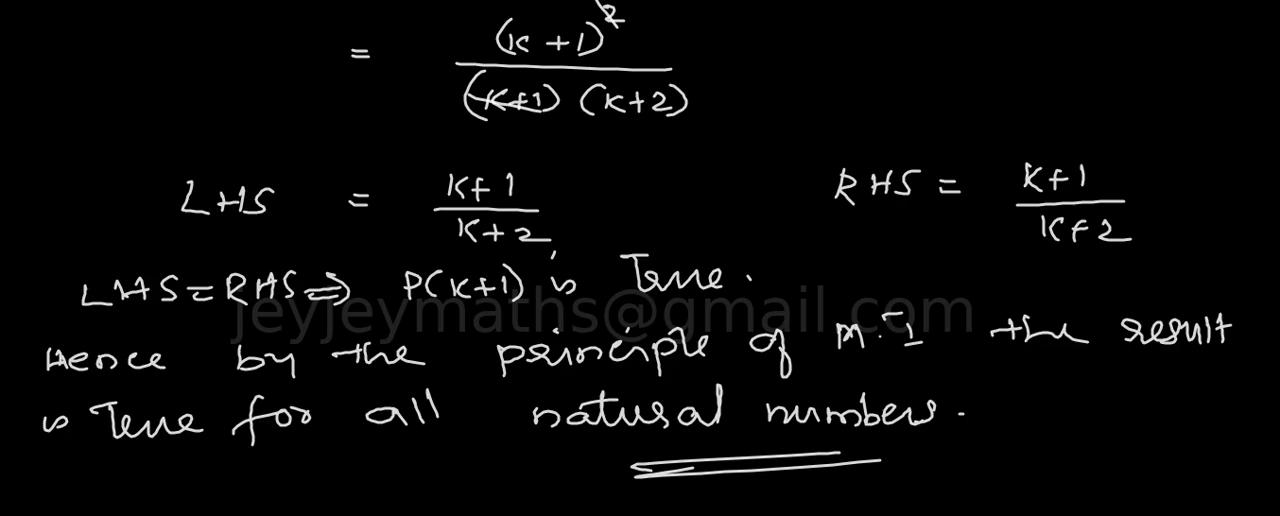 = (K+1)^2 / (K+1) (K+2)
LHS = K+1 / K+2 RHS = K+1 / K+2
LHS = RHS ⇒ P(K+1) is True.
jeyjeymaths@gmail.com
Hence by the principle of M.I the result
is True for all natural numbers.